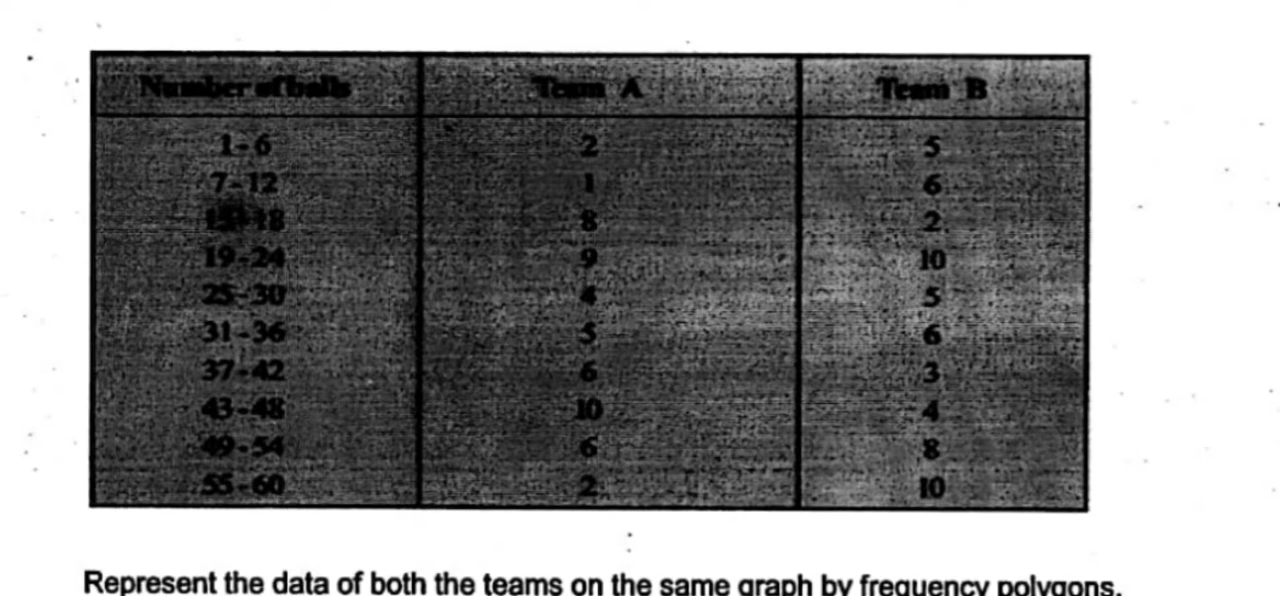 Number of balls Team A Team B
1-6 2 5
7-12 1 6
13-18 8 2
19-24 9 10
25-30 4 5
31-36 5 6
37-42 6 3
43-48 10 4
49-54 6 8
55-60 2 10
Represent the data of both the teams on the same graph by frequency polygons.